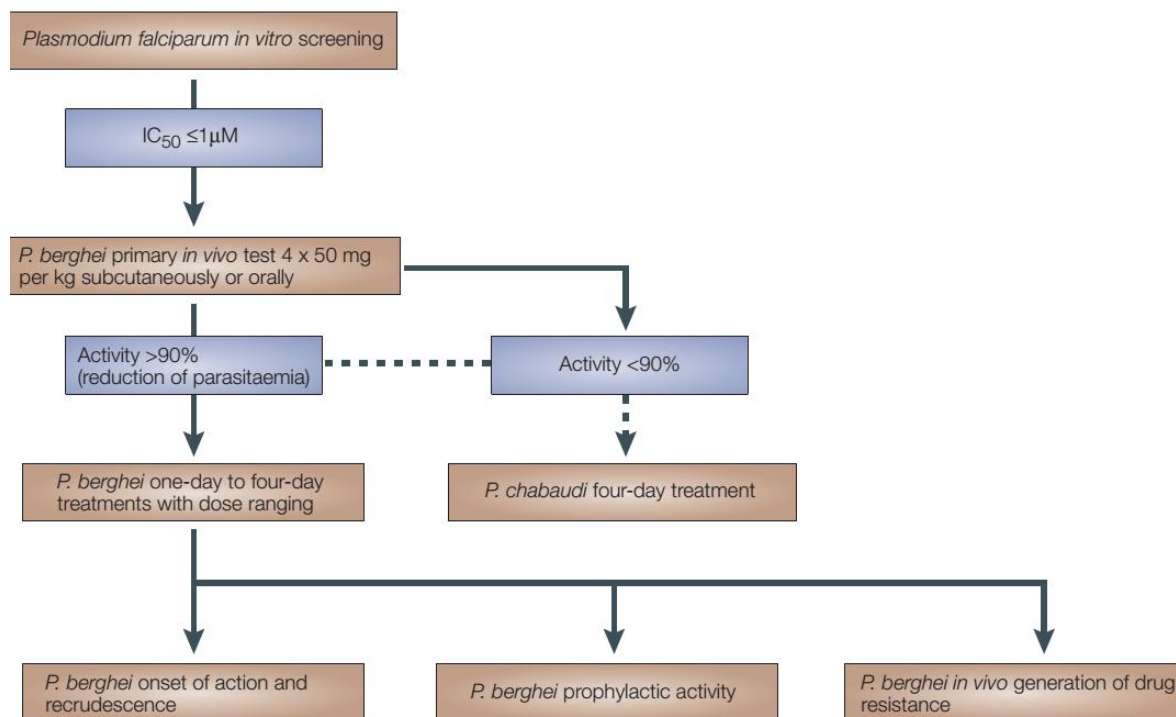 Plasmodium falciparum in vitro screening
IC50 ≤1μM
P. berghei primary in vivo test 4 x 50 mg
per kg subcutaneously or orally
Activity >90%
(reduction of parasitaemia)
Activity <90%
P. berghei one-day to four-day
treatments with dose ranging
P. chabaudi four-day treatment
P. berghei onset of action and
recrudescence
P. berghei prophylactic activity
P. berghei in vivo generation of drug
resistance